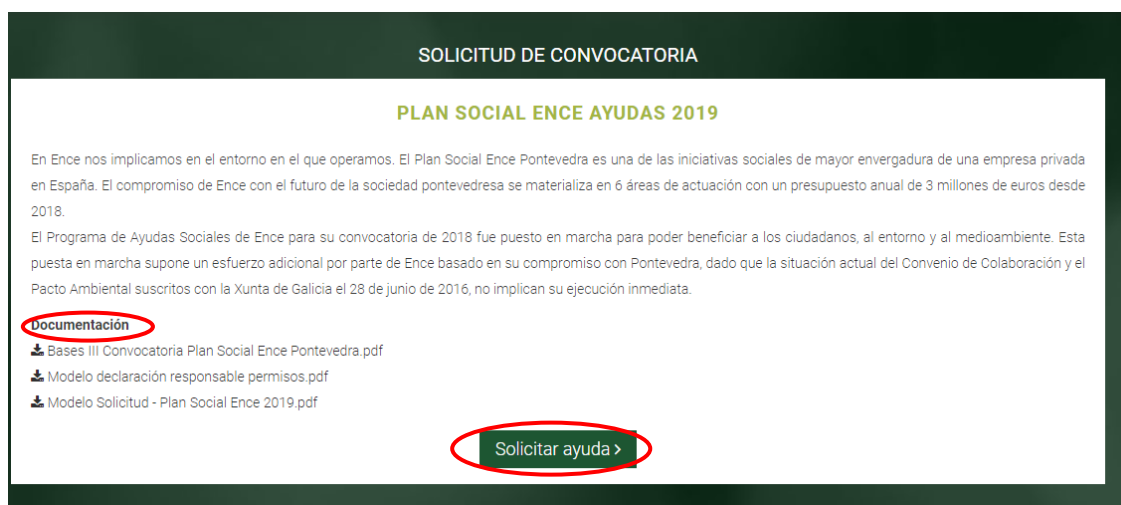 SOLICITUD DE CONVOCATORIA
PLAN SOCIAL ENCE AYUDAS 2019
En Ence nos implicamos en el entorno en el que operamos. El Plan Social Ence Pontevedra es una de las iniciativas sociales de mayor envergadura de una empresa privada
en España. El compromiso de Ence con el futuro de la sociedad pontevedresa se materializa en 6 áreas de actuación con un presupuesto anual de 3 millones de euros desde
2018.
El Programa de Ayudas Sociales de Ence para su convocatoria de 2018 fue puesto en marcha para poder beneficiar a los ciudadanos, al entorno y al medioambiente. Esta
puesta en marcha supone un esfuerzo adicional por parte de Ence basado en su compromiso con Pontevedra, dado que la situación actual del Convenio de Colaboración y el
Pacto Ambiental suscritos con la Xunta de Galicia el 28 de junio de 2016, no implican su ejecución inmediata.
Documentación
Bases III Convocatoria Plan Social Ence Pontevedra.pdf
Modelo declaración responsable permisos.pdf
Modelo Solicitud - Plan Social Ence 2019.pdf
Solicitar ayuda >